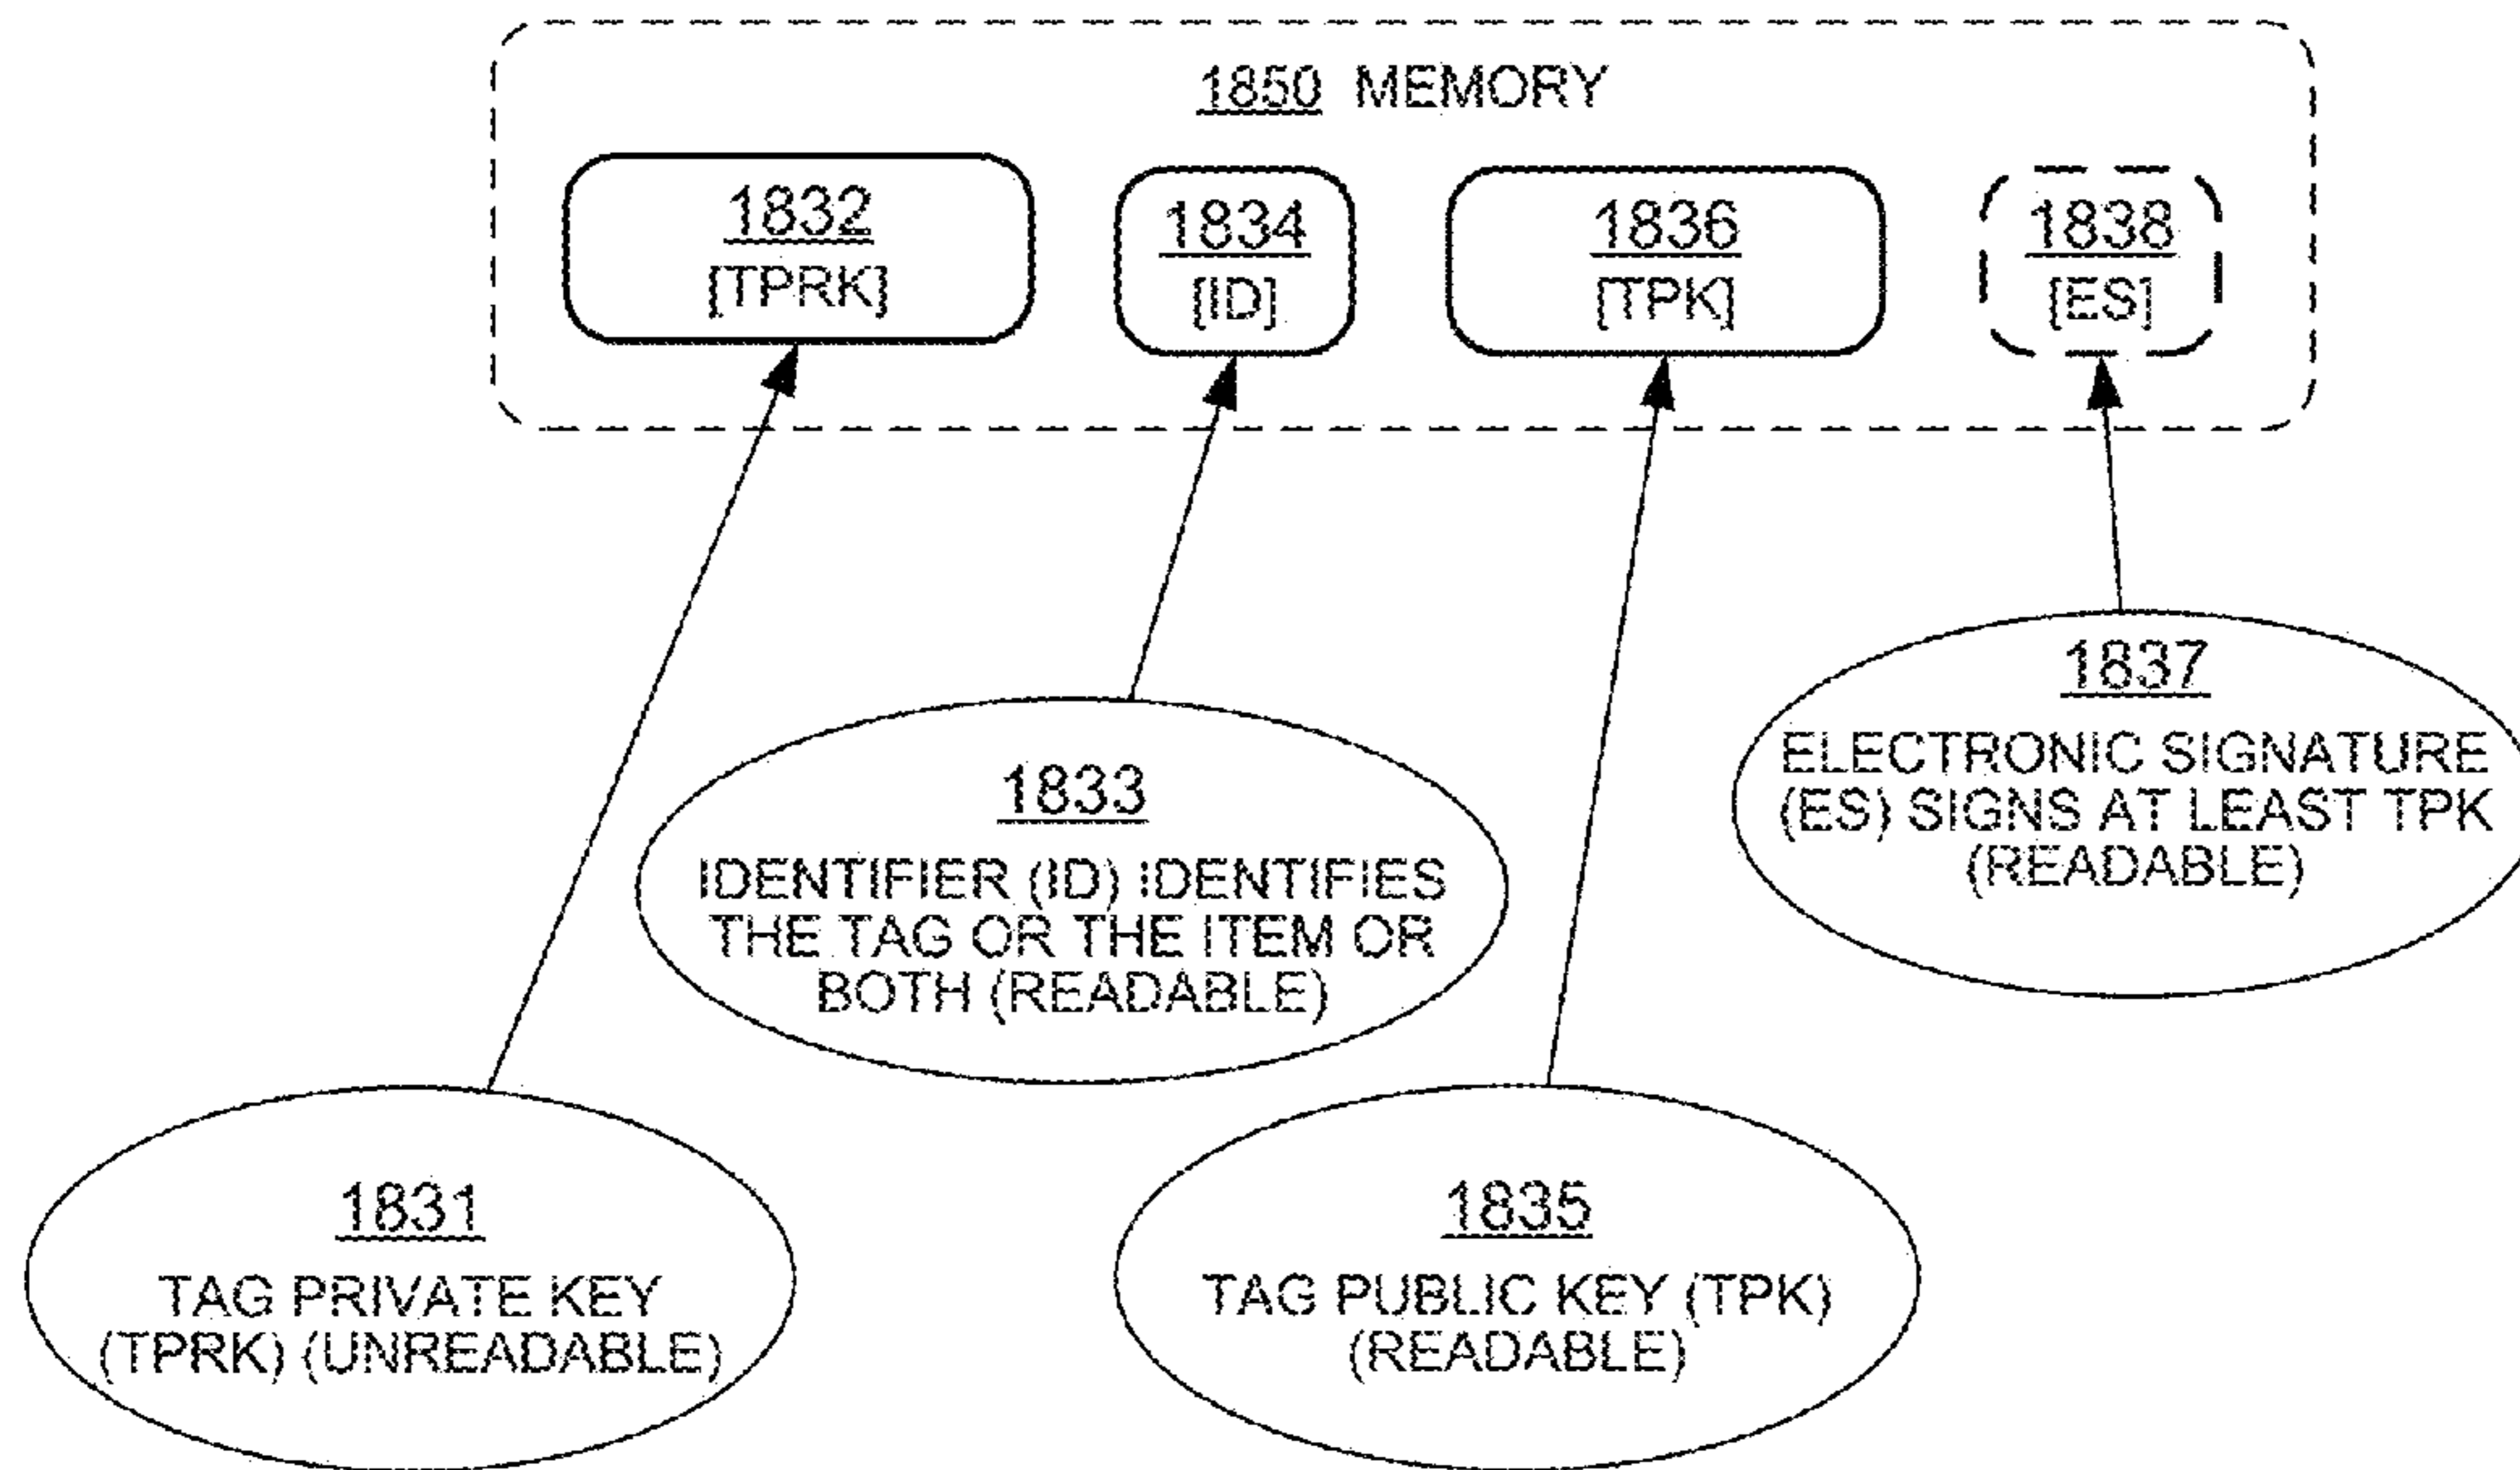 1850 MEMORY
1832
[TPRK]
1834
[ID]
1836
[TPK]
1838
[ES]
1837
ELECTRONIC SIGNATURE
(ES) SIGNS AT LEAST TPK
(READABLE)
1833
IDENTIFIER (ID) IDENTIFIES
THE TAG OR THE ITEM OR
BOTH (READABLE)
1831
TAG PRIVATE KEY
(TPRK) (UNREADABLE)
1835
TAG PUBLIC KEY (TPK)
(READABLE)